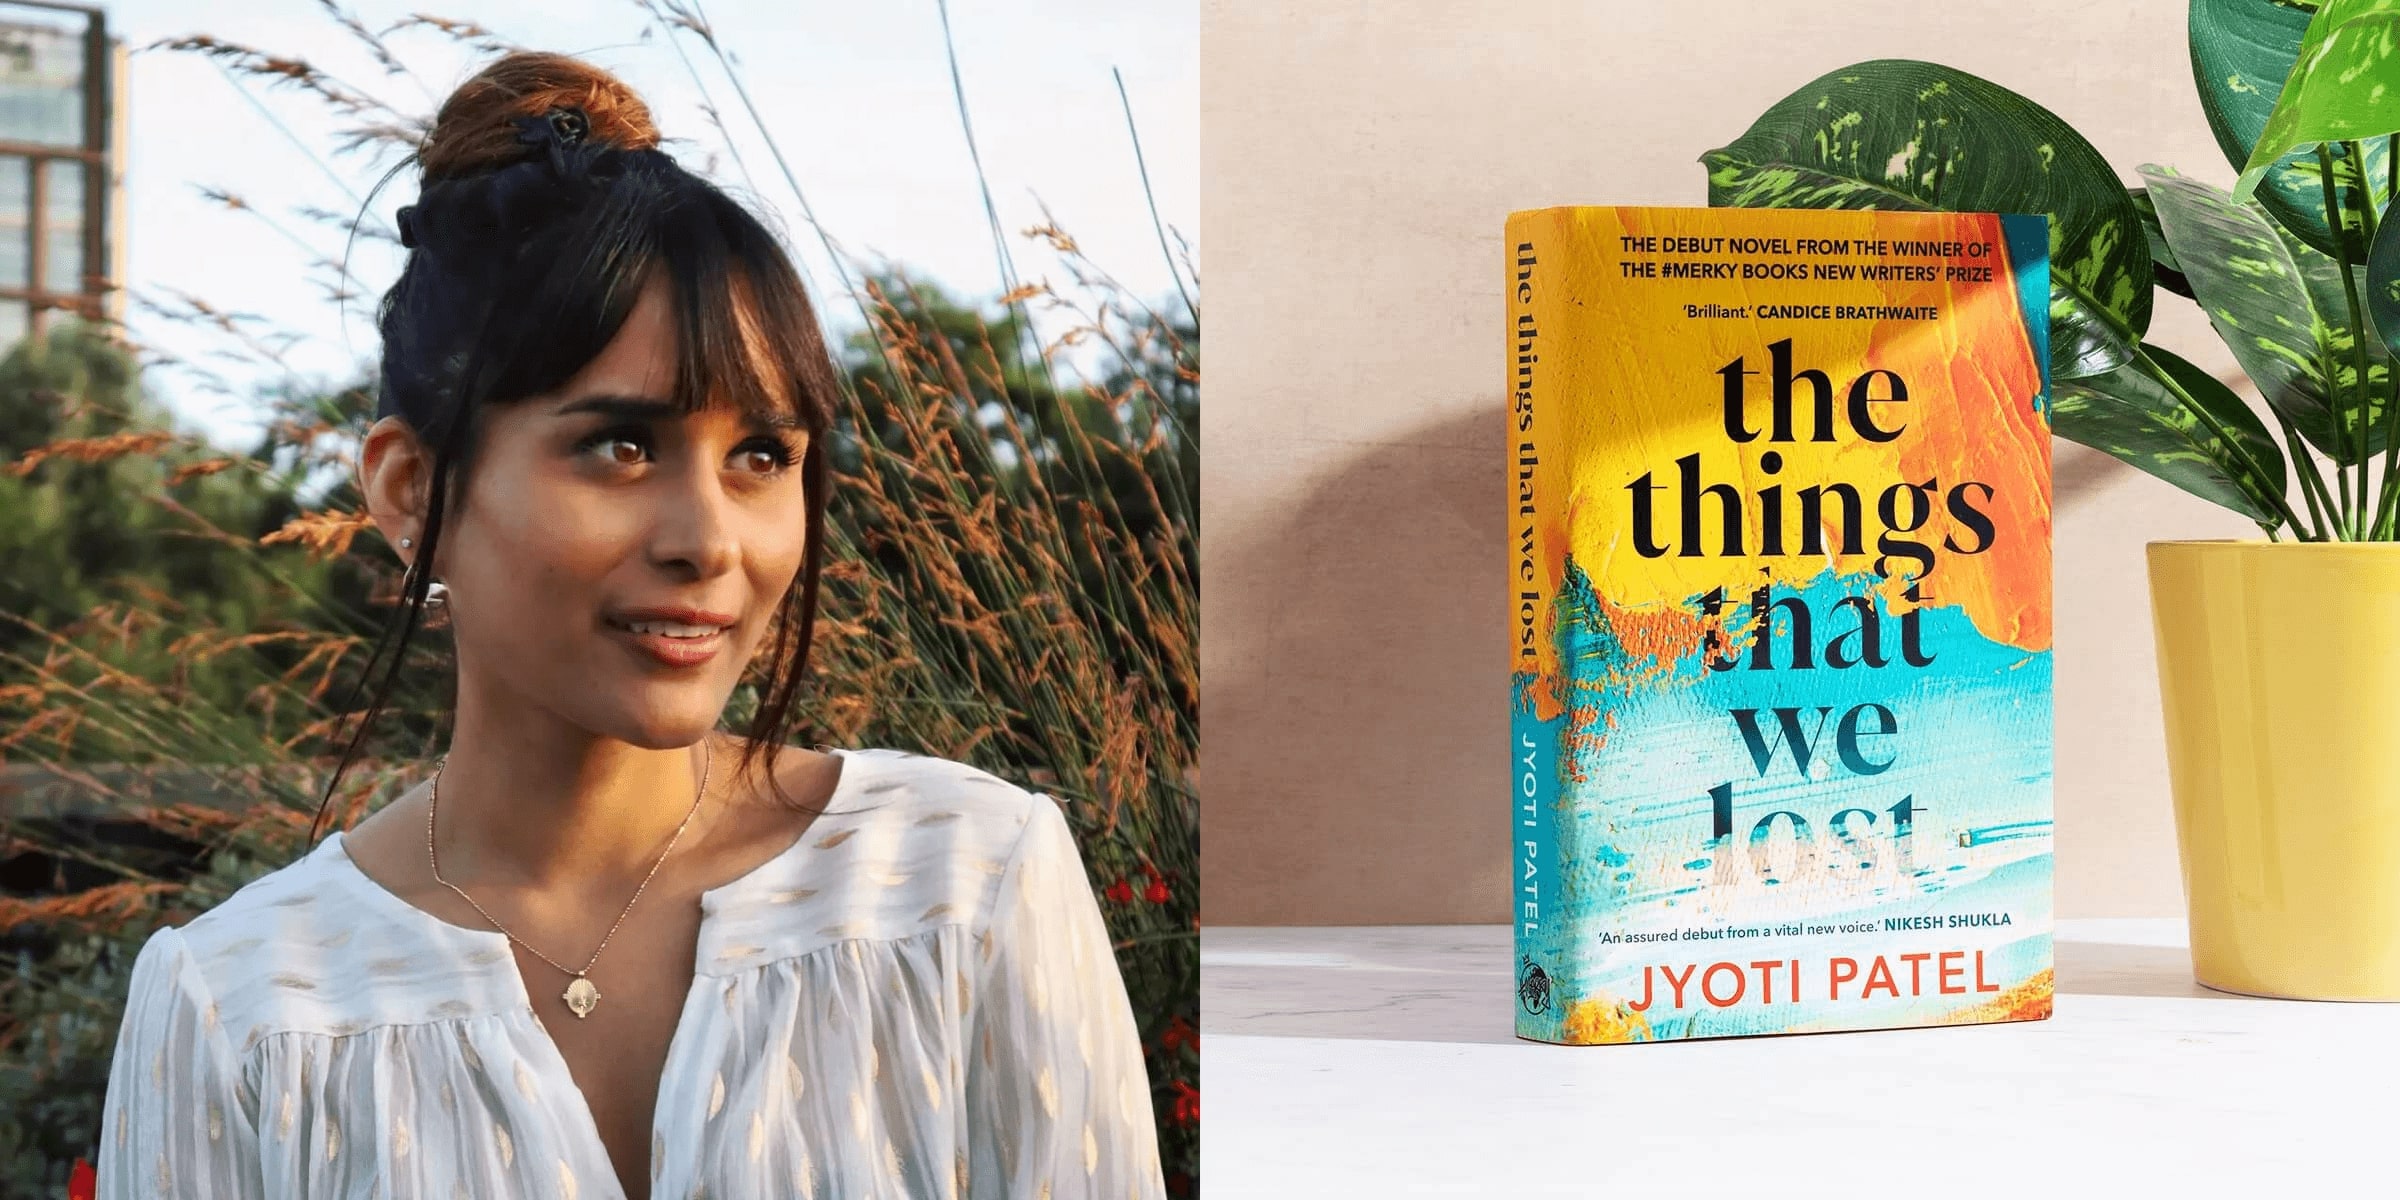 THE DEBUT NOVEL FROM THE WINNER OF
THE #MERKY BOOKS NEW WRITERS' PRIZE
'Brilliant.' CANDICE BRATHWAITE
the
things
that
we
lost
'An assured debut from a vital new voice.' NIKESH SHUKLA
JYOTI PATEL
the things that we lost JYOTI PATEL